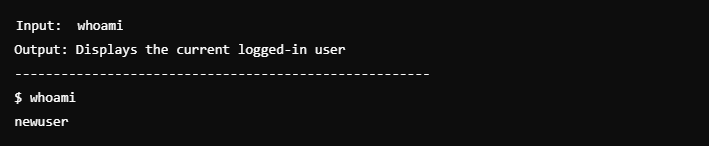 Input:  whoami
Output: Displays the current logged-in user
------------------------------------------------------
$ whoami
newuser